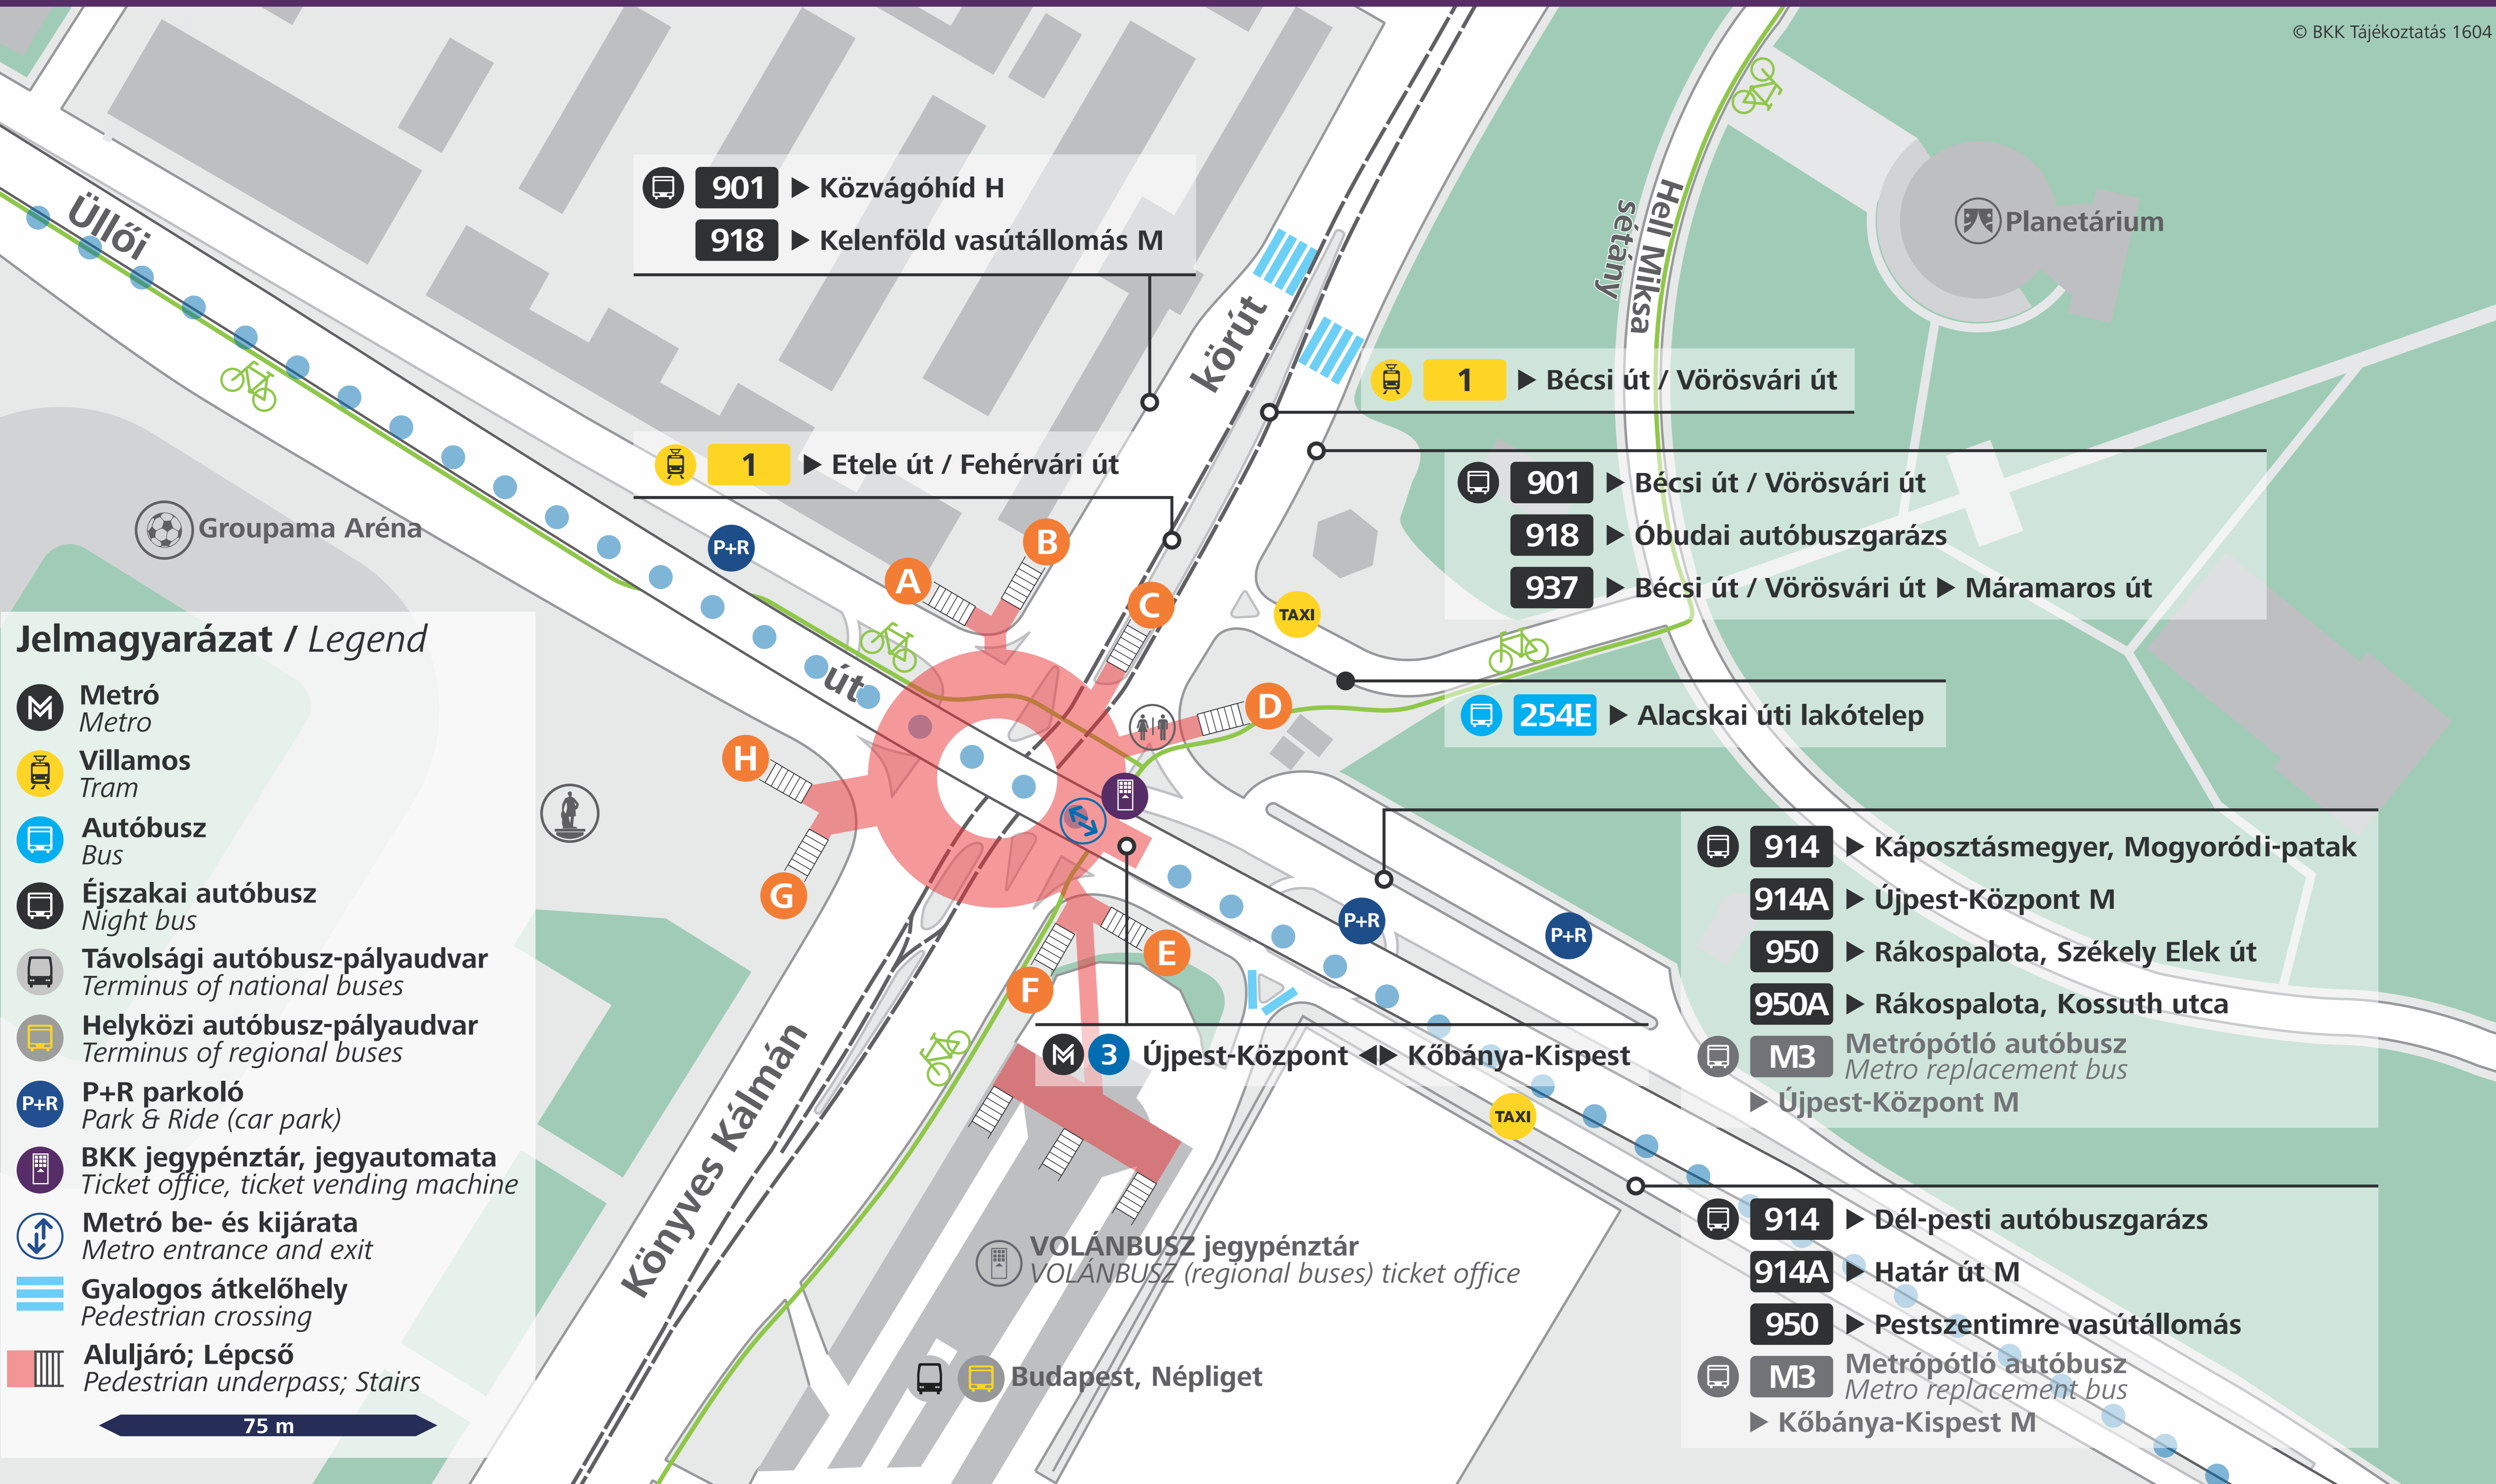 © BKK Tájékoztatás 1604
901 ▶ Közvágóhíd H
918 ▶ Kelenföld vasútállomás M
Üllői
körút
Hell Miksa
sétány
Planetárium
1 ▶ Bécsi út / Vörösvári út
1 ▶ Etele út / Fehérvári út
901 ▶ Bécsi út / Vörösvári út
918 ▶ Óbudai autóbuszgarázs
937 ▶ Bécsi út / Vörösvári út ▶ Máramaros út
Groupama Aréna
P+R
A
B
C
TAXI
út
D
254E ▶ Alacskai úti lakótelep
H
G
F
E
P+R
P+R
3 Újpest-Központ ◀▶ Kőbánya-Kispest
TAXI
914 ▶ Káposztásmegyer, Mogyoródi-patak
914A ▶ Újpest-Központ M
950 ▶ Rákospalota, Székely Elek út
950A ▶ Rákospalota, Kossuth utca
M3 Metrópótló autóbusz
Metro replacement bus
▶ Újpest-Központ M
914 ▶ Dél-pesti autóbuszgarázs
914A ▶ Határ út M
950 ▶ Pestszentimre vasútállomás
M3 Metrópótló autóbusz
Metro replacement bus
▶ Kőbánya-Kispest M
Könyves Kálmán
VOLÁNBUSZ jegypénztár
VOLÁNBUSZ (regional buses) ticket office
Budapest, Népliget
Jelmagyarázat / Legend
Metró
Metro
Villamos
Tram
Autóbusz
Bus
Éjszakai autóbusz
Night bus
Távolsági autóbusz-pályaudvar
Terminus of national buses
Helyközi autóbusz-pályaudvar
Terminus of regional buses
P+R P+R parkoló
Park & Ride (car park)
BKK jegypénztár, jegyautomata
Ticket office, ticket vending machine
Metró be- és kijárata
Metro entrance and exit
Gyalogos átkelőhely
Pedestrian crossing
Aluljáró; Lépcső
Pedestrian underpass; Stairs
75 m